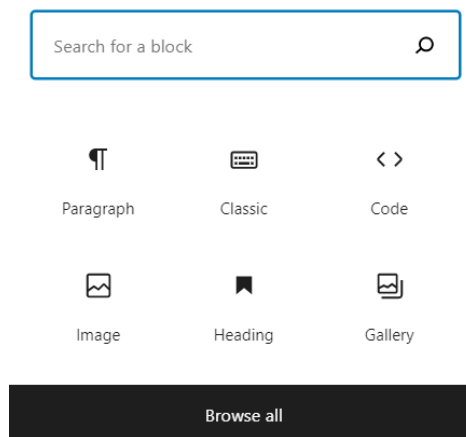 Search for a block
Paragraph
Classic
Code
Image
Heading
Gallery
Browse all